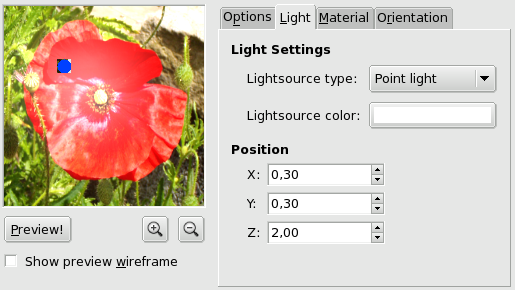 Options Light Material Orientation
Light Settings
Lightsource type: Point light
Lightsource color:
Position
X: 0,30
Y: 0,30
Z: 2,00
Preview!
Show preview wireframe